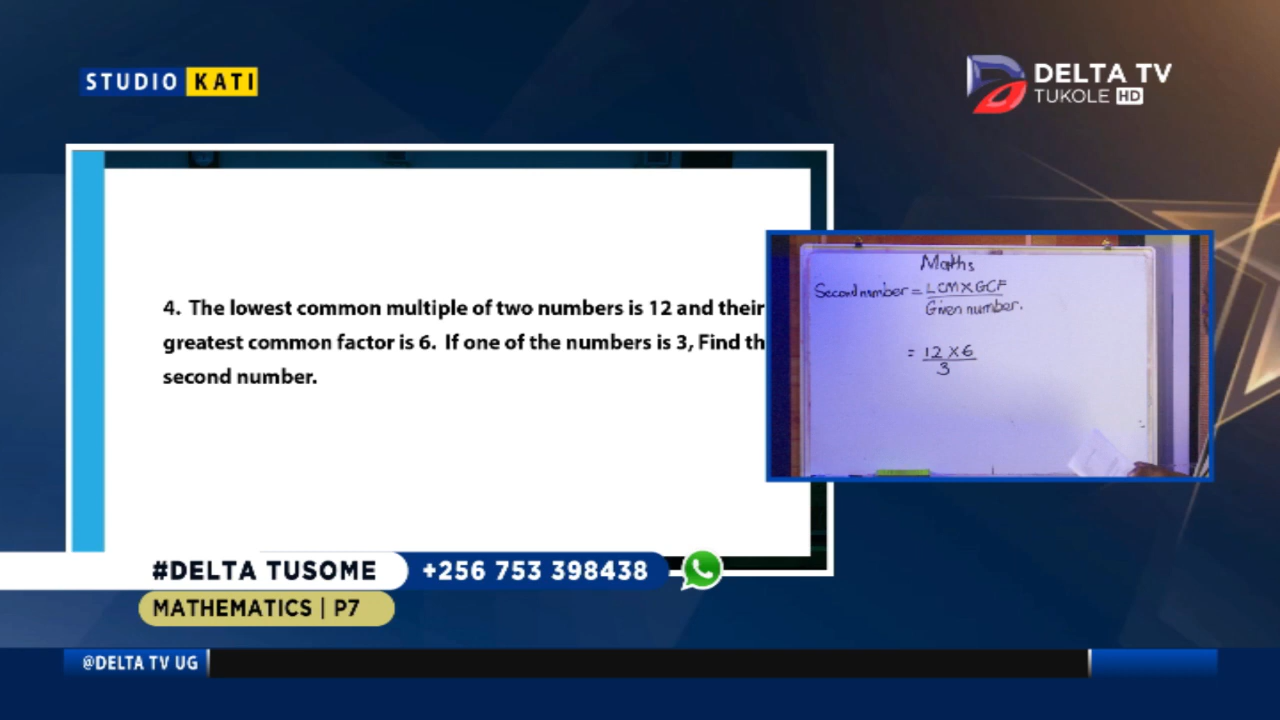 STUDIO KATI
DELTA TV
TUKOLE HD
4. The lowest common multiple of two numbers is 12 and their
greatest common factor is 6. If one of the numbers is 3, Find th
second number.
Maths
Second number = LCM X GCF
Given number.
= 12 X 6
3
#DELTA TUSOME
+256 753 398438
MATHEMATICS | P7
@DELTA TV UG